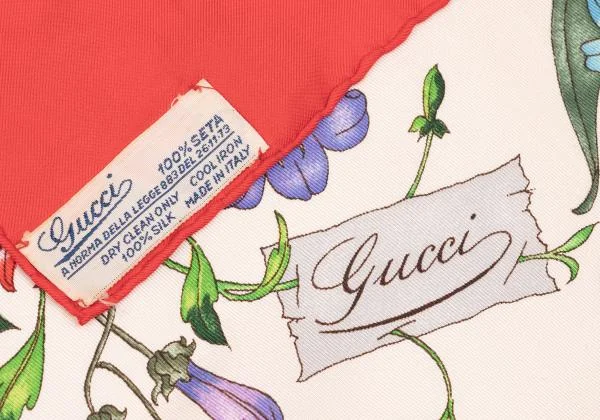 Gucci 100% SETA
A NORMA DELLA LEGGE 883 DEL 26·11·73
DRY CLEAN ONLY COOL IRON
100% SILK MADE IN ITALY
Gucci